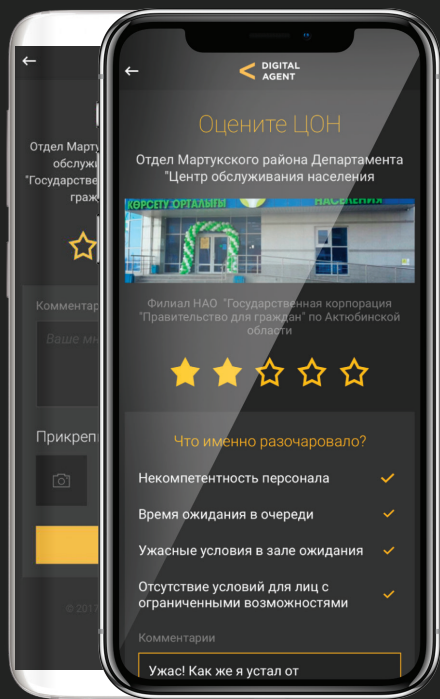 DIGITAL
AGENT
Оцените ЦОН
Отдел Мартукского района Департамента
"Центр обслуживания населения
КӨРСЕТУ ОРТАЛЫҒЫ
НАСЕЛЕНИЯ
Филиал НАО "Государственная корпорация
"Правительство для граждан" по Актюбинской
области
Что именно разочаровало?
Некомпетентность персонала
Время ожидания в очереди
Ужасные условия в зале ожидания
Отсутствие условий для лиц с
ограниченными возможностями
Комментарии
Ужас! Как же я устал от
Отдел Марту
обслужи
"Государстве
граж
Комментар
Ваше мн
Прикреп
© 2017